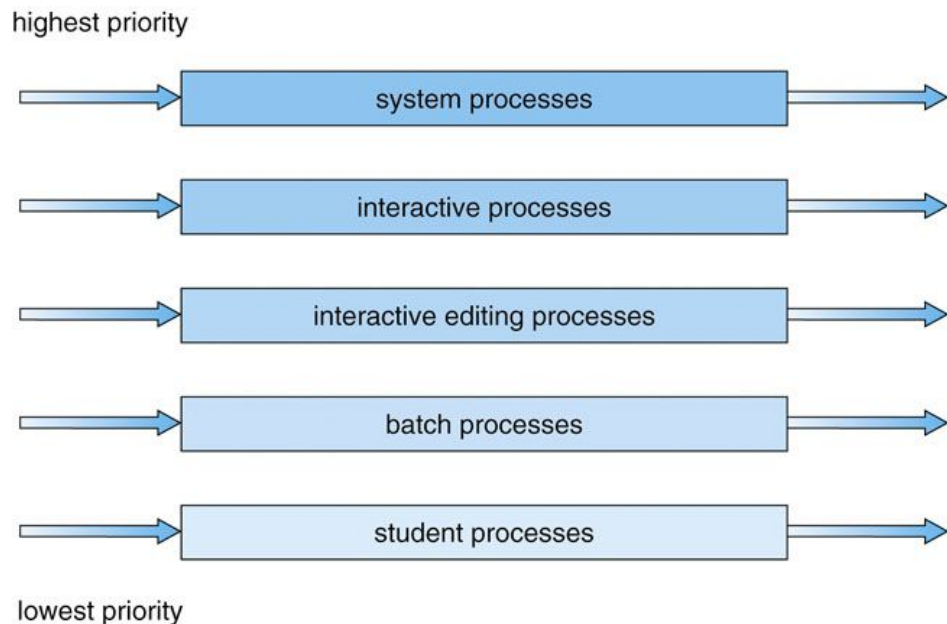 highest priority
system processes
interactive processes
interactive editing processes
batch processes
student processes
lowest priority